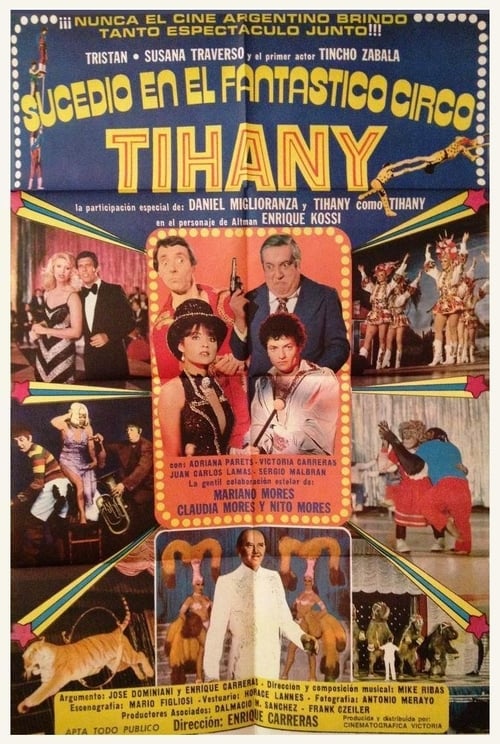 ¡¡¡NUNCA EL CINE ARGENTINO BRINDO
TANTO ESPECTACULO JUNTO!!!
TRISTAN • SUSANA TRAVERSO y el primer actor TINCHO ZABALA
SUCEDIO EN EL FANTASTICO CIRCO
TIHANY
la participación especial de: DANIEL MIGLIORANZA y TIHANY como TIHANY
en el personaje de Altman ENRIQUE KOSSI
con: ADRIANA PARETS - VICTORIA CARRERAS
JUAN CARLOS LAMAS - SERGIO MALBRAN
La gentil colaboración estelar de:
MARIANO MORES
CLAUDIA MORES Y NITO MORES
Argumento: JOSE DOMINIANI y ENRIQUE CARRERAS - Dirección y composición musical: MIKE RIBAS
Escenografía: MARIO FIGLIOSI - Vestuario: HORACE LANNES - Fotografía: ANTONIO MERAYO
Productores Asociados: DALMACIO N. SANCHEZ - FRANK CZEILER
APTA TODO PUBLICO
Dirección: ENRIQUE CARRERAS
Producida y distribuida por:
CINEMATOGRAFICA VICTORIA